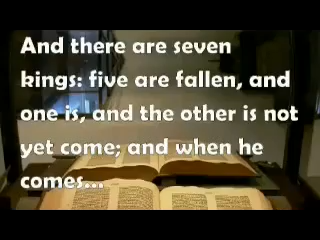 And there are seven
kings: five are fallen, and
one is, and the other is not
yet come; and when he
comes...